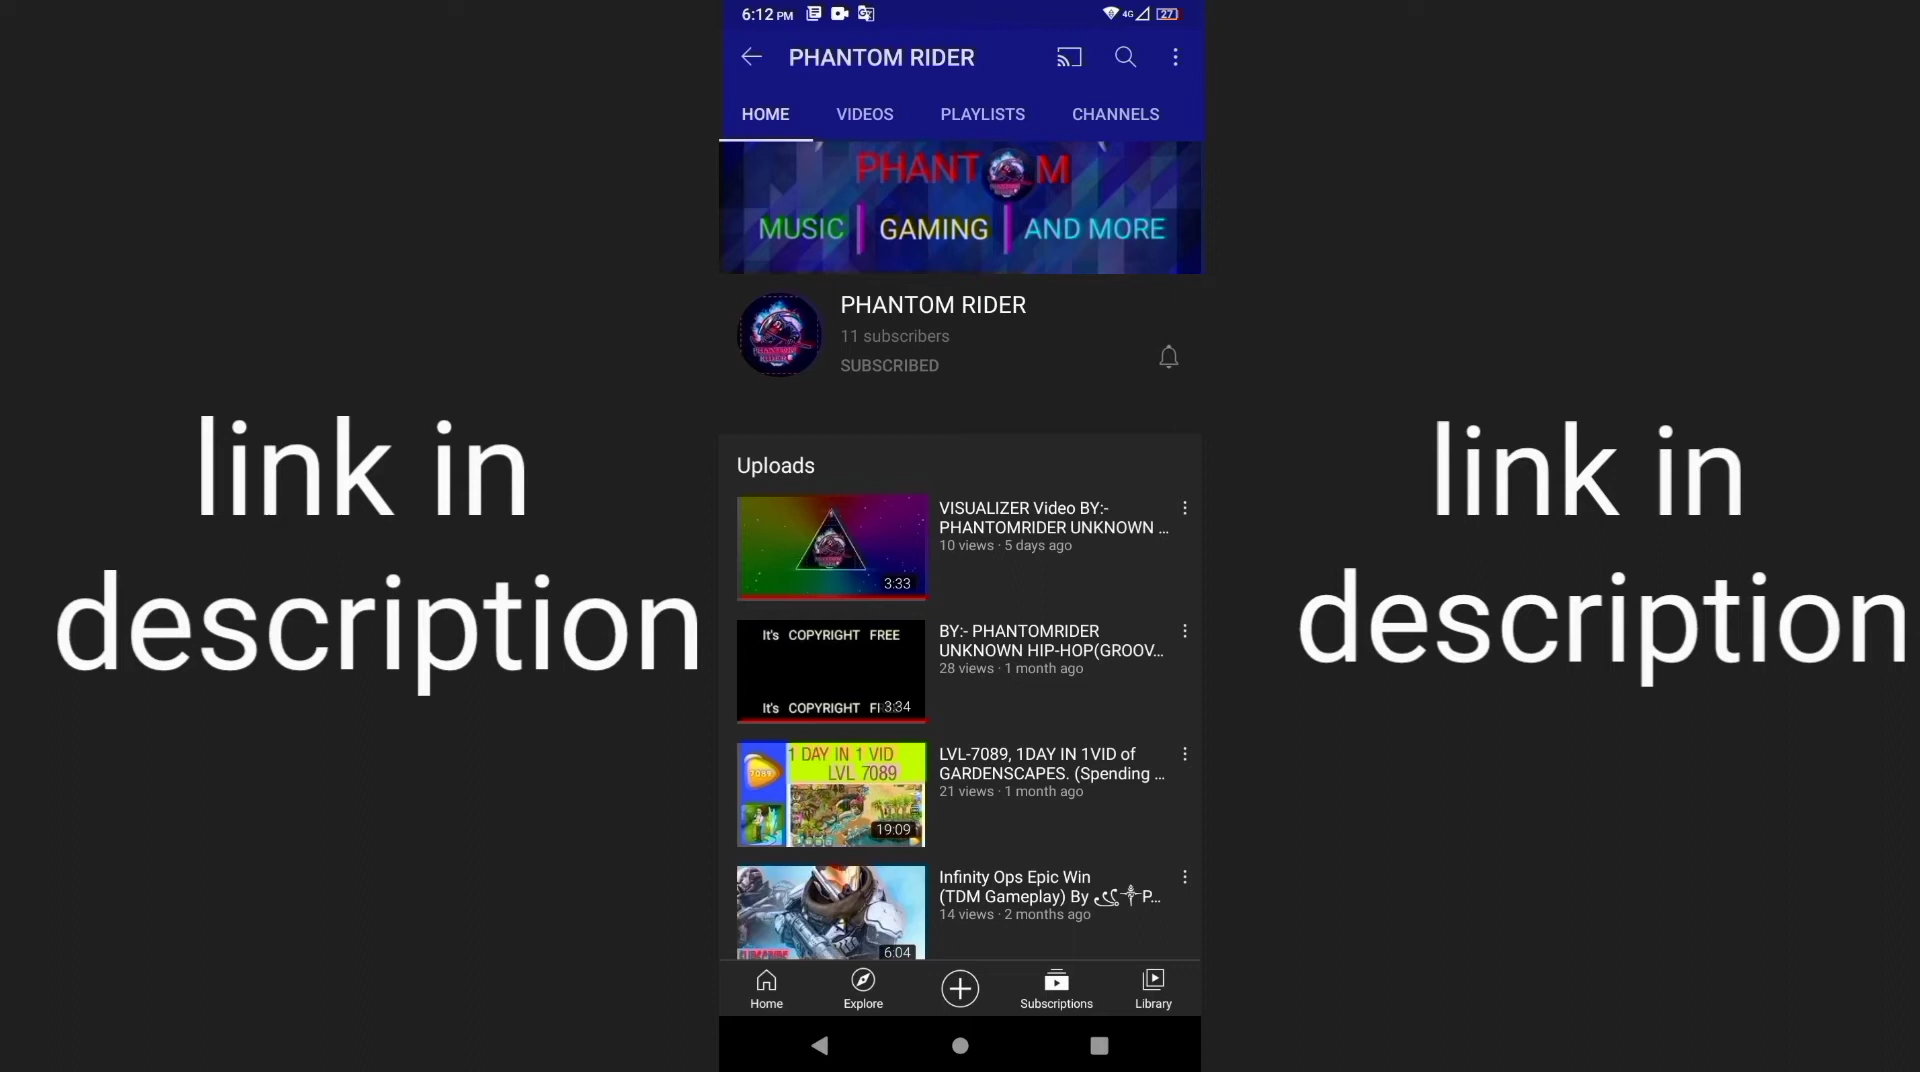 6:12 PM
4G
27
PHANTOM RIDER
HOME VIDEOS PLAYLISTS CHANNELS
PHANT M
MUSIC | GAMING | AND MORE
PHANTOM RIDER
11 subscribers
SUBSCRIBED
PHANTOM
RIDER
link in
description
link in
description
Uploads
VISUALIZER Video BY:-
PHANTOMRIDER UNKNOWN ...
10 views · 5 days ago
3:33
It's COPYRIGHT FREE
It's COPYRIGHT
3:34
BY:- PHANTOMRIDER
UNKNOWN HIP-HOP(GROOV...
28 views · 1 month ago
1 DAY IN 1 VID
LVL 7089
7089
19:09
LVL-7089, 1DAY IN 1VID of
GARDENSCAPES. (Spending ...
21 views · 1 month ago
Infinity Ops Epic Win
(TDM Gameplay) By P...
14 views · 2 months ago
6:04
Home Explore Subscriptions Library